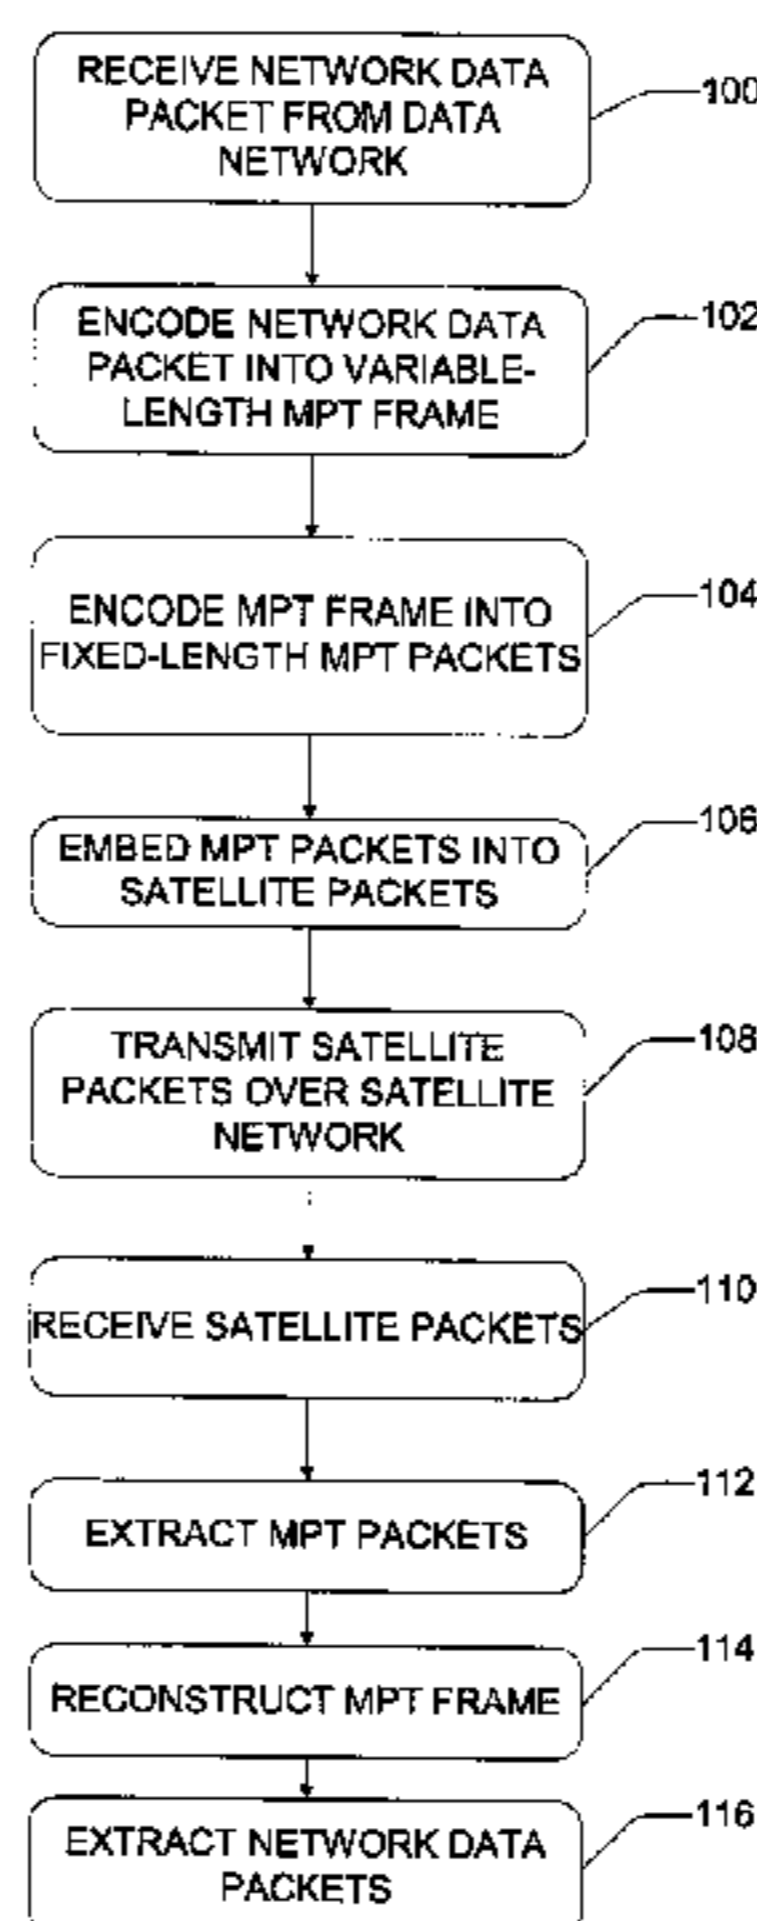 RECEIVE NETWORK DATA
PACKET FROM DATA
NETWORK
100
ENCODE NETWORK DATA
PACKET INTO VARIABLE-
LENGTH MPT FRAME
102
ENCODE MPT FRAME INTO
FIXED-LENGTH MPT PACKETS
104
EMBED MPT PACKETS INTO
SATELLITE PACKETS
106
TRANSMIT SATELLITE
PACKETS OVER SATELLITE
NETWORK
108
RECEIVE SATELLITE PACKETS
110
EXTRACT MPT PACKETS
112
RECONSTRUCT MPT FRAME
114
EXTRACT NETWORK DATA
PACKETS
116